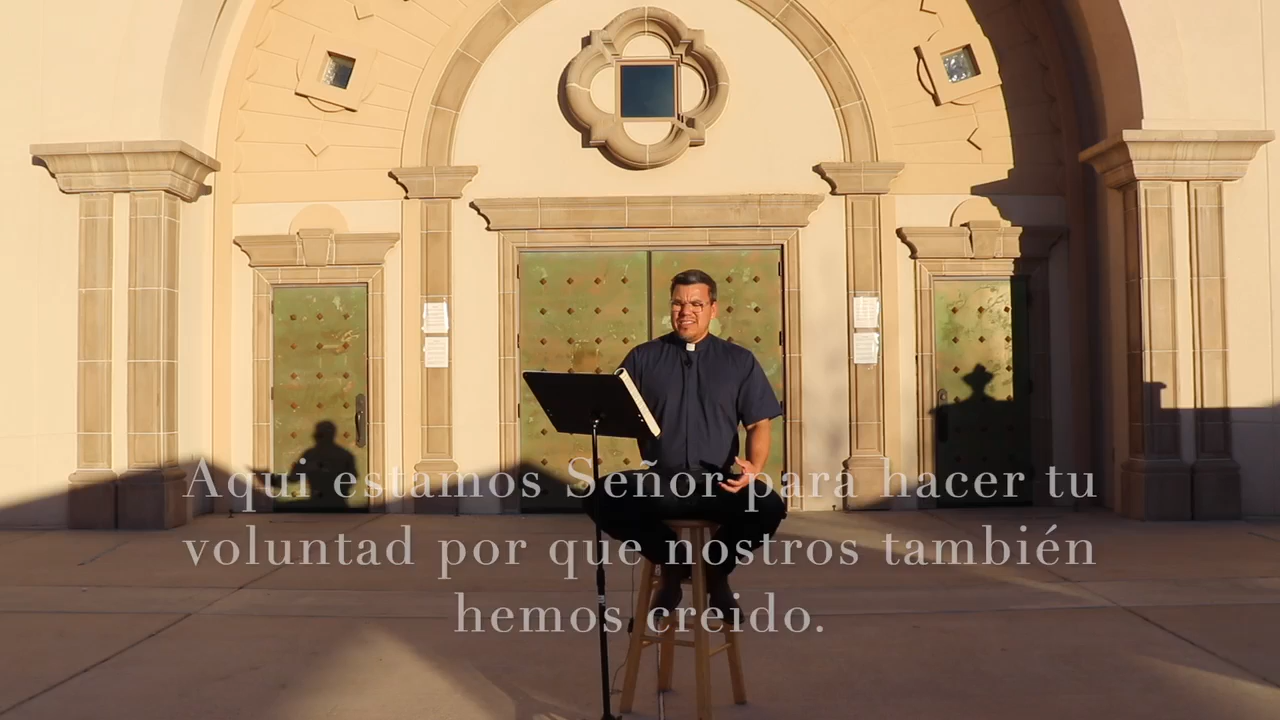 Aqui estamos Señor para hacer tu
voluntad por que nostros también
hemos creido.